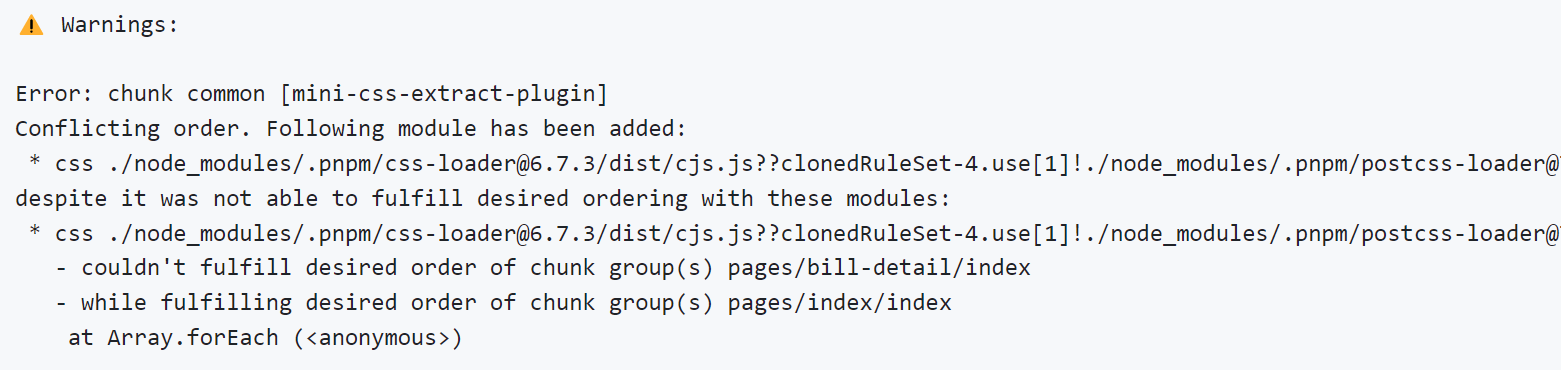 ⚠️ Warnings:
Error: chunk common [mini-css-extract-plugin]
Conflicting order. Following module has been added:
* css ./node_modules/.pnpm/css-loader@6.7.3/dist/cjs.js??clonedRuleSet-4.use[1]!./node_modules/.pnpm/postcss-loader@
despite it was not able to fulfill desired ordering with these modules:
* css ./node_modules/.pnpm/css-loader@6.7.3/dist/cjs.js??clonedRuleSet-4.use[1]!./node_modules/.pnpm/postcss-loader@
- couldn't fulfill desired order of chunk group(s) pages/bill-detail/index
- while fulfilling desired order of chunk group(s) pages/index/index
at Array.forEach (<anonymous>)